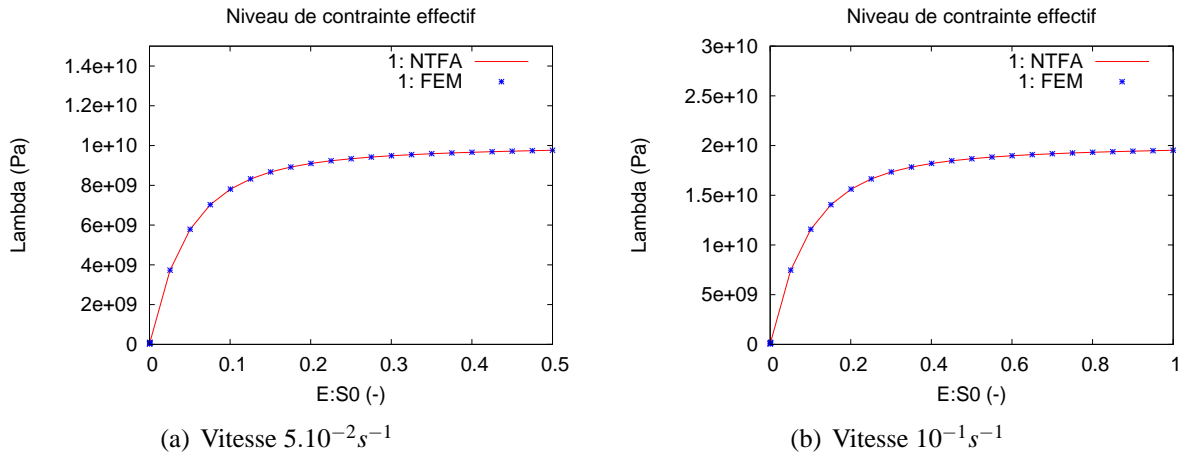 Niveau de contrainte effectif
1: NTFA
1: FEM
1.4e+10
1.2e+10
1e+10
8e+09
6e+09
4e+09
2e+09
0
Lambda (Pa)
0 0.1 0.2 0.3 0.4 0.5
E:S0 (-)
(a) Vitesse 5.10−2s−1
Niveau de contrainte effectif
1: NTFA
1: FEM
3e+10
2.5e+10
2e+10
1.5e+10
1e+10
5e+09
0
Lambda (Pa)
0 0.2 0.4 0.6 0.8 1
E:S0 (-)
(b) Vitesse 10−1s−1